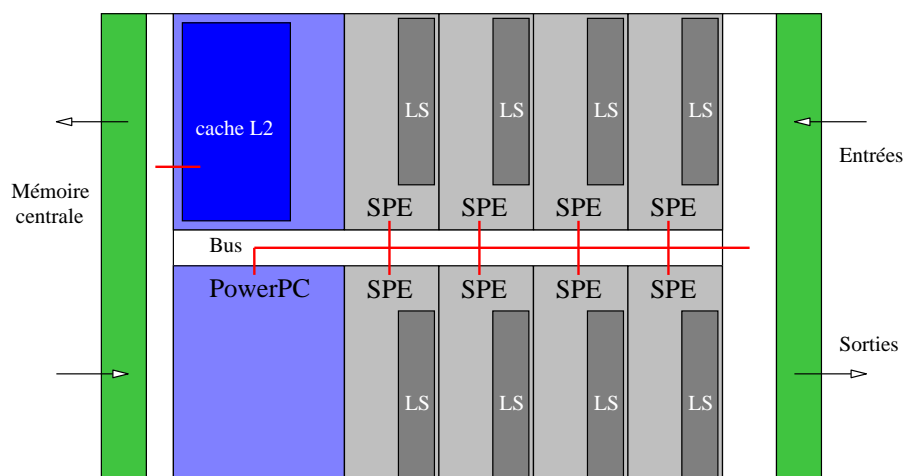 LS LS LS LS
cache L2
Entrées
Mémoire
centrale
SPE SPE SPE SPE
Bus
PowerPC SPE SPE SPE SPE
Sorties
LS LS LS LS